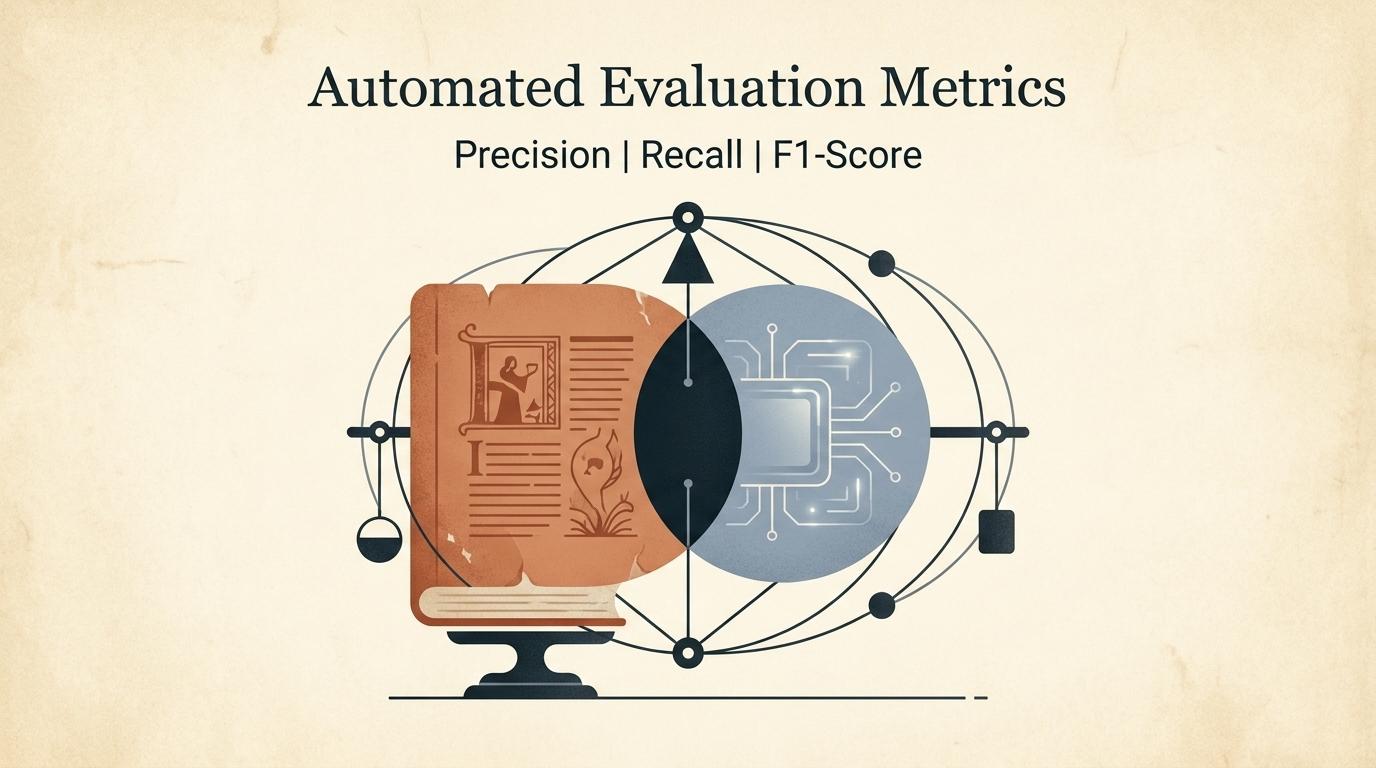 Automated Evaluation Metrics
Precision | Recall | F1-Score
I